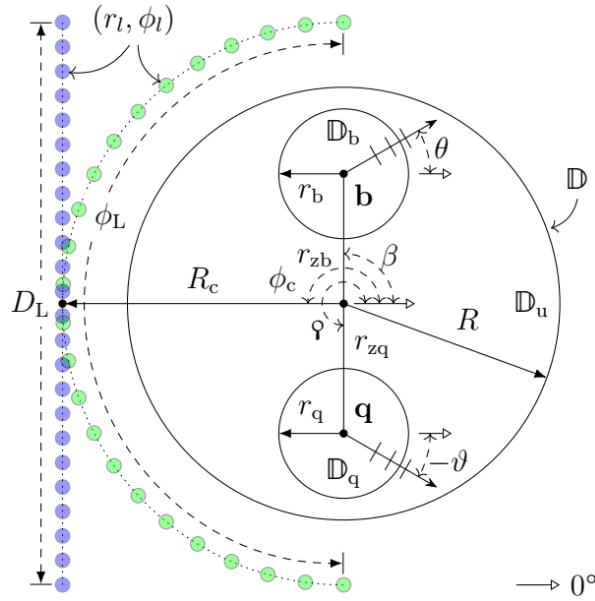 (r_l, ϕ_l)
𝔻_b
θ
𝔻
r_b
b
ϕ_L
r_zb
β
R_c
ϕ_c
D_L
𝔻_u
R
ϙ
r_zq
r_q
q
𝔻_q
−ϑ
0°